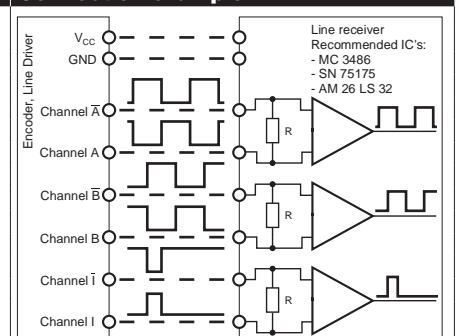 Encoder, Line Driver
V_CC
GND
Channel A̅
Channel A
Channel B̅
Channel B
Channel I̅
Channel I
Line receiver
Recommended IC's:
- MC 3486
- SN 75175
- AM 26 LS 32
R
R
R